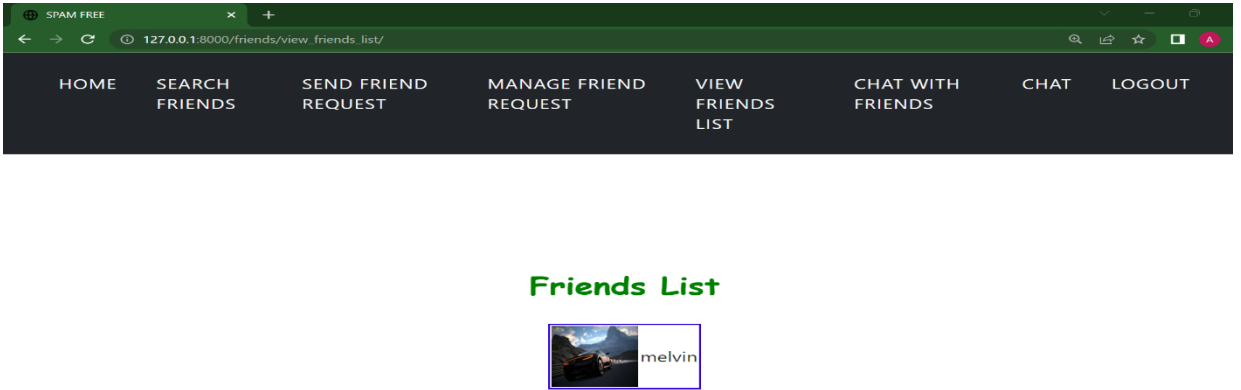 SPAM FREE
127.0.0.1:8000/friends/view_friends_list/
A
HOME
SEARCH
FRIENDS
SEND FRIEND
REQUEST
MANAGE FRIEND
REQUEST
VIEW
FRIENDS
LIST
CHAT WITH
FRIENDS
CHAT
LOGOUT
Friends List
melvin